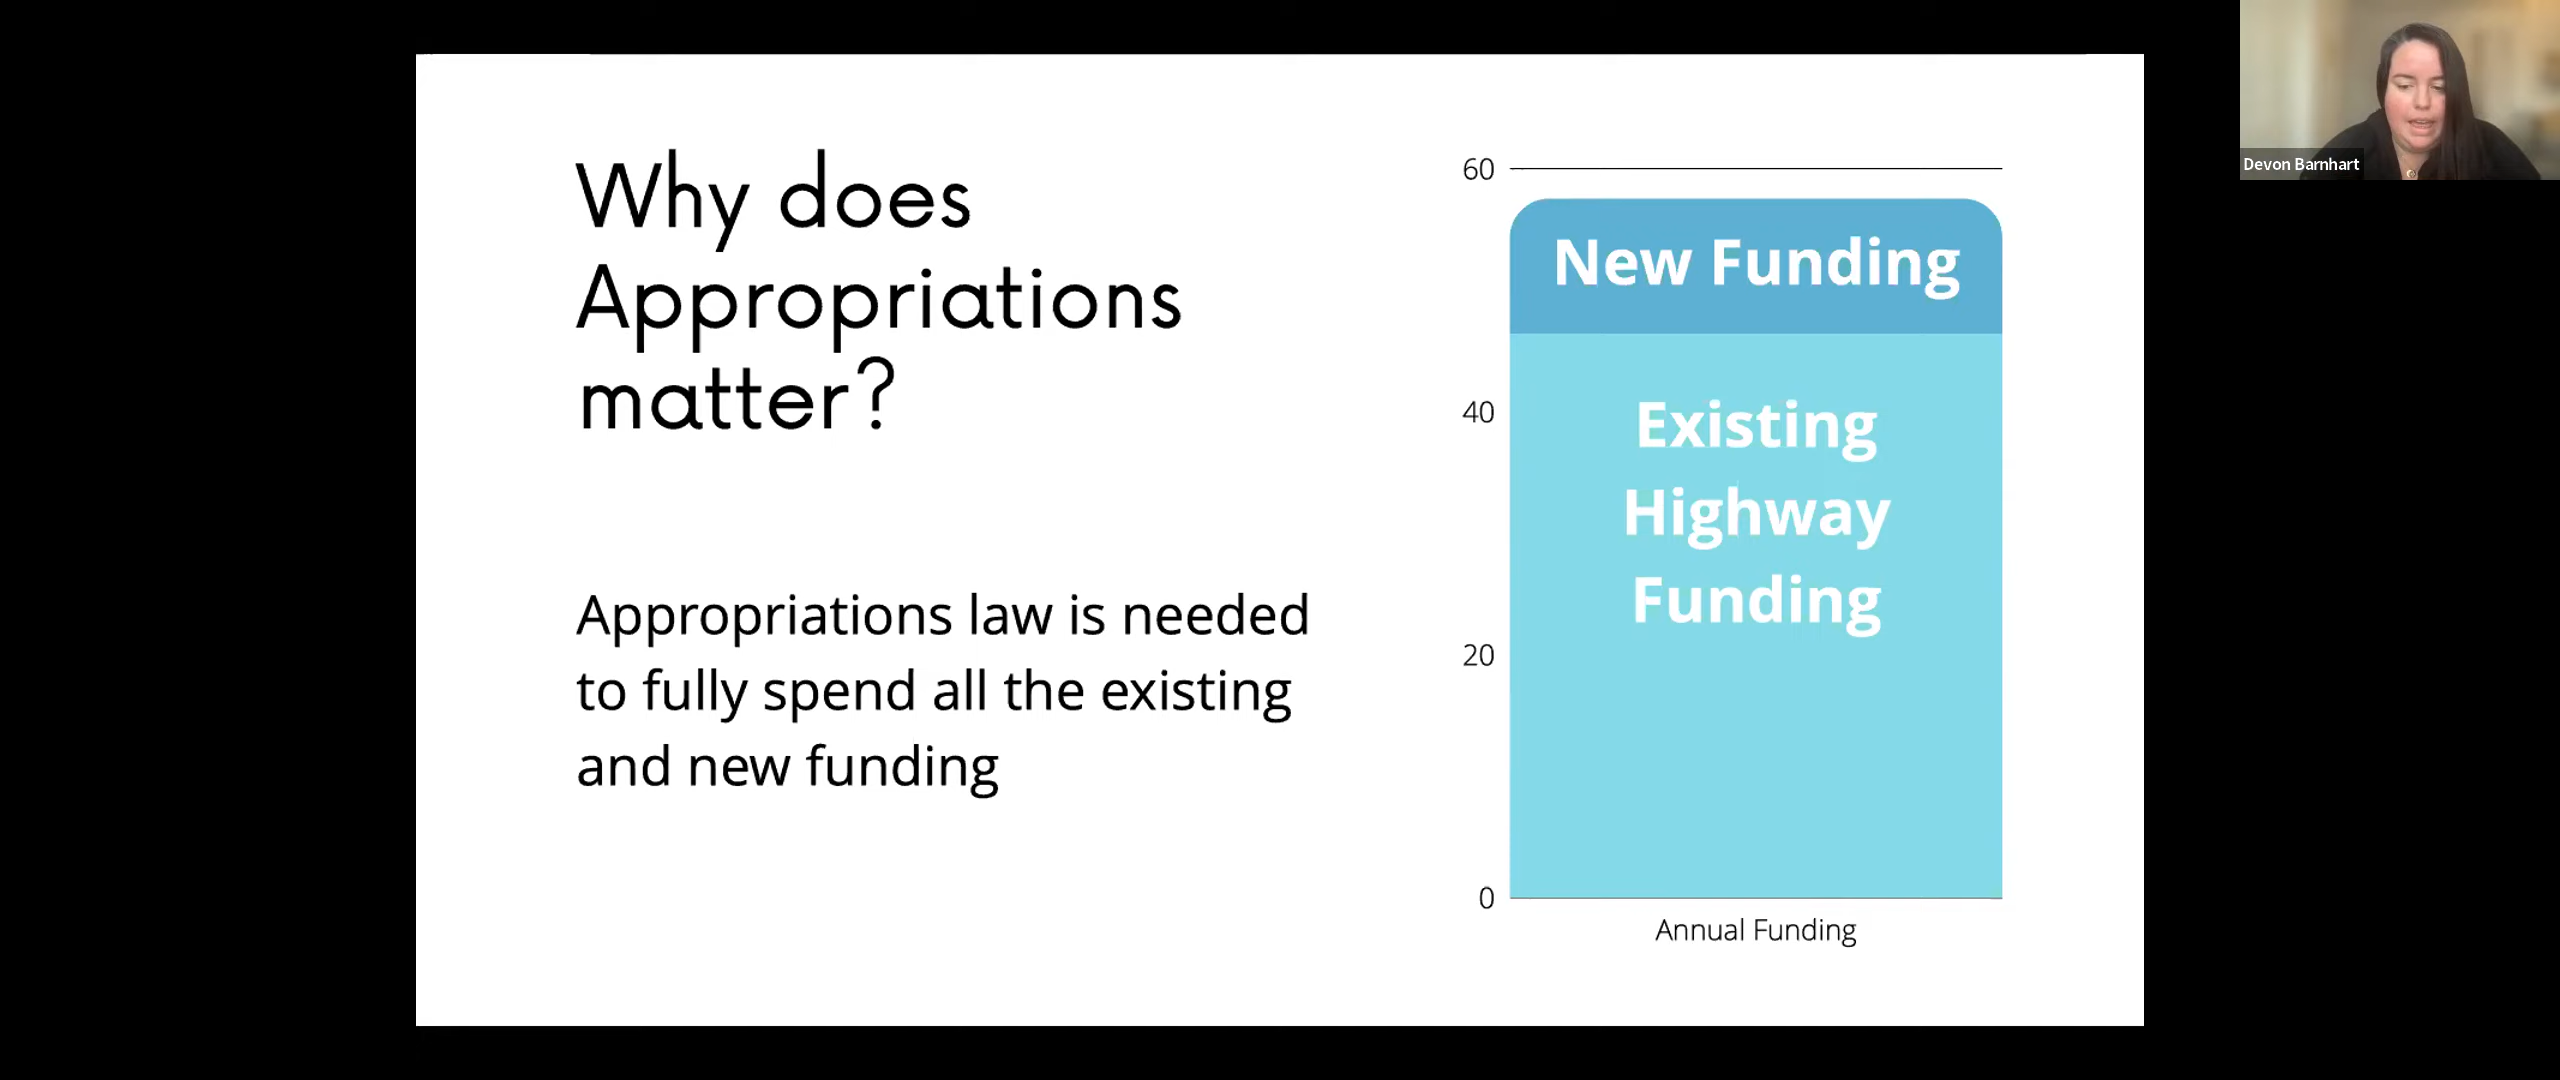 Why does
Appropriations
matter?
Appropriations law is needed
to fully spend all the existing
and new funding
60
40
20
0
New Funding
Existing
Highway
Funding
Annual Funding
Devon Barnhart